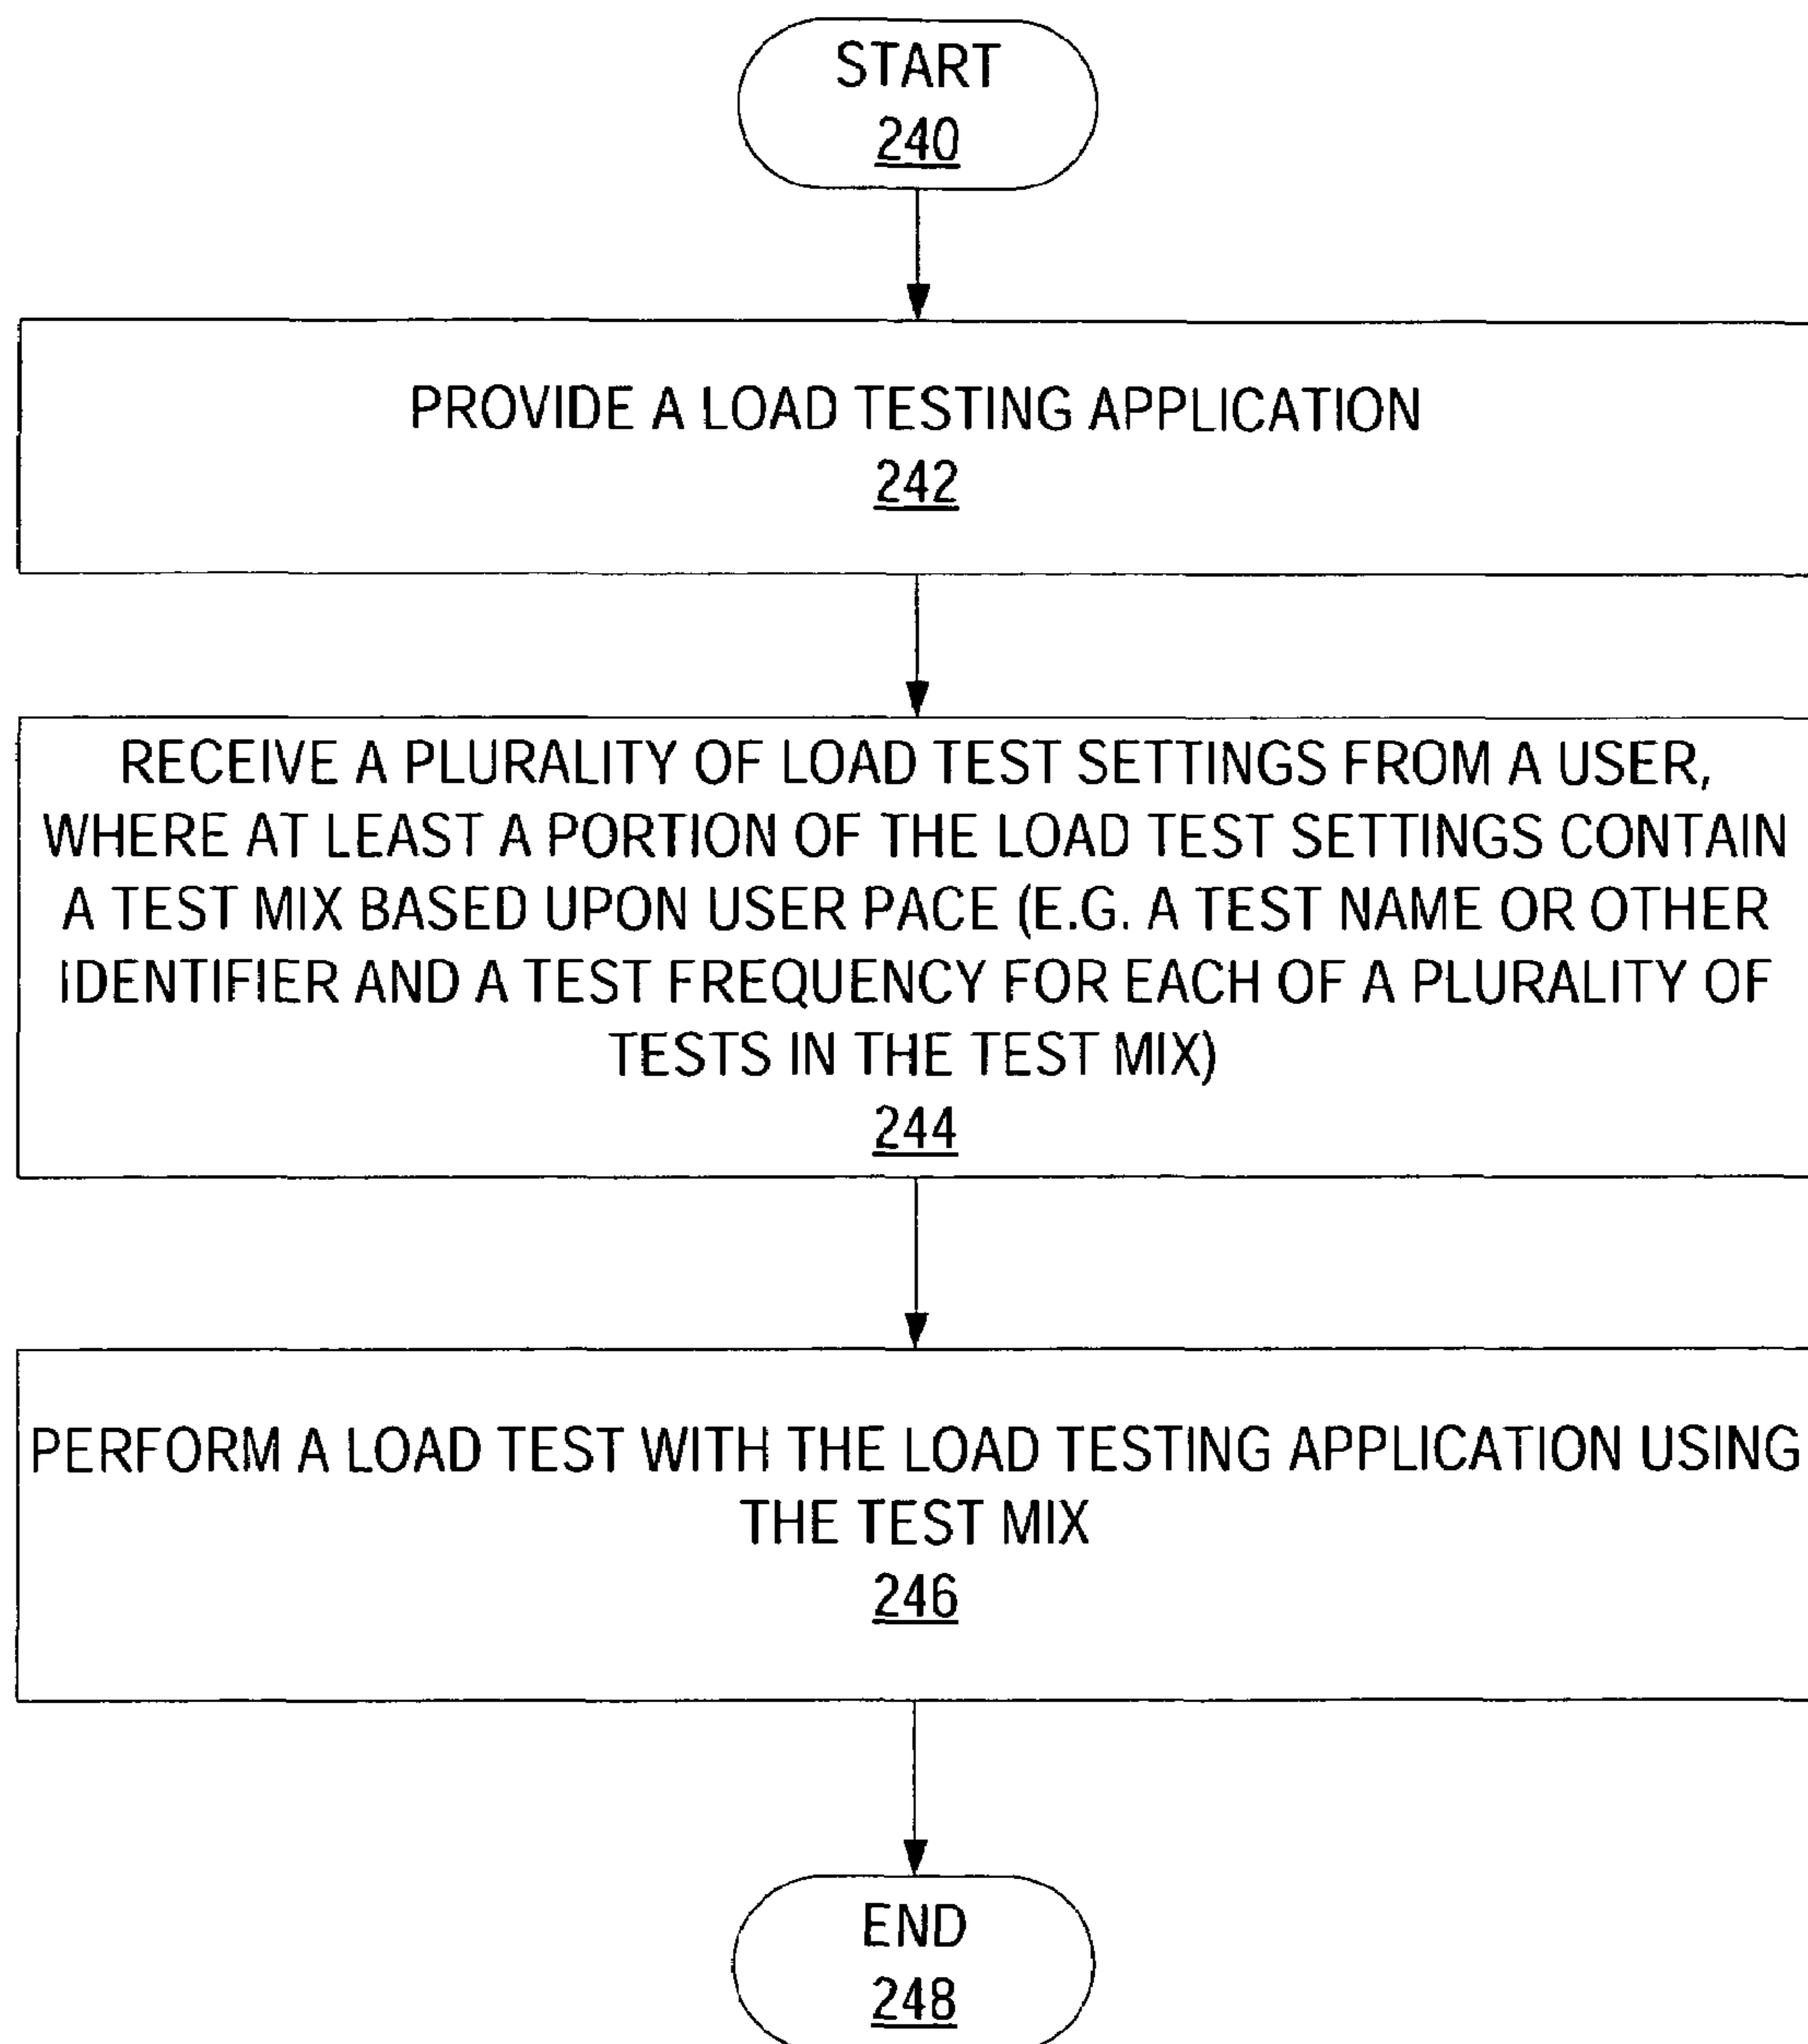 START
240
PROVIDE A LOAD TESTING APPLICATION
242
RECEIVE A PLURALITY OF LOAD TEST SETTINGS FROM A USER,
WHERE AT LEAST A PORTION OF THE LOAD TEST SETTINGS CONTAIN
A TEST MIX BASED UPON USER PACE (E.G. A TEST NAME OR OTHER
IDENTIFIER AND A TEST FREQUENCY FOR EACH OF A PLURALITY OF
TESTS IN THE TEST MIX)
244
PERFORM A LOAD TEST WITH THE LOAD TESTING APPLICATION USING
THE TEST MIX
246
END
248